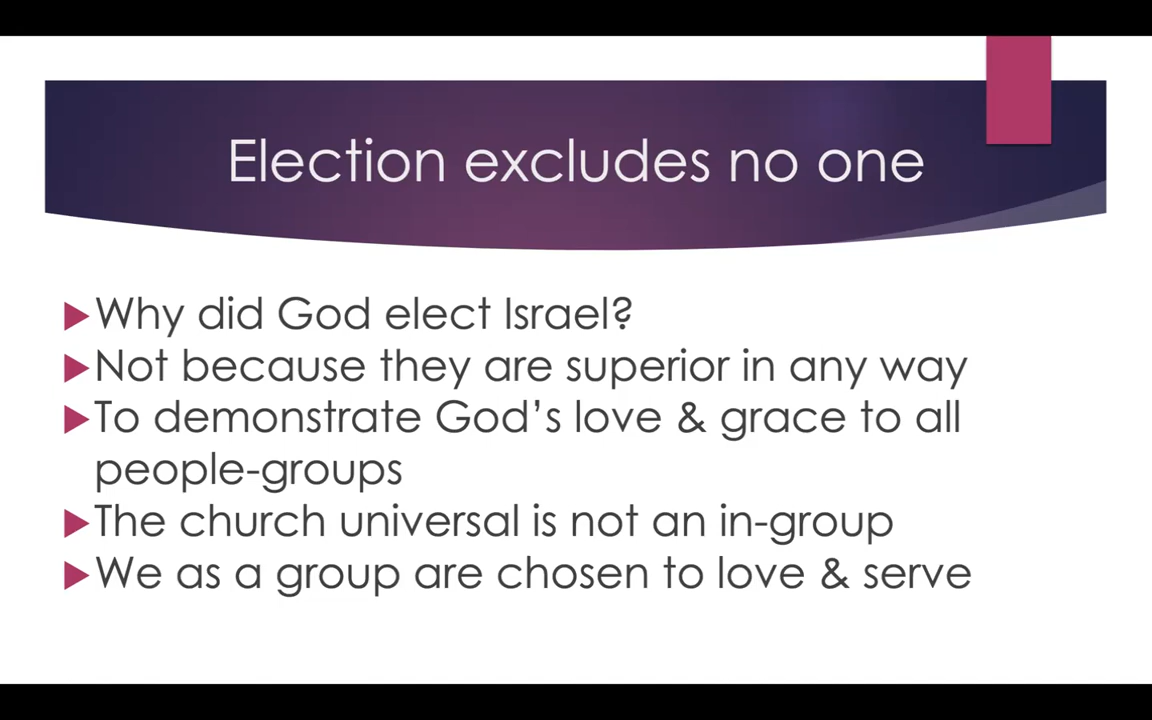 Election excludes no one
Why did God elect Israel?
Not because they are superior in any way
To demonstrate God's love & grace to all
people-groups
The church universal is not an in-group
We as a group are chosen to love & serve